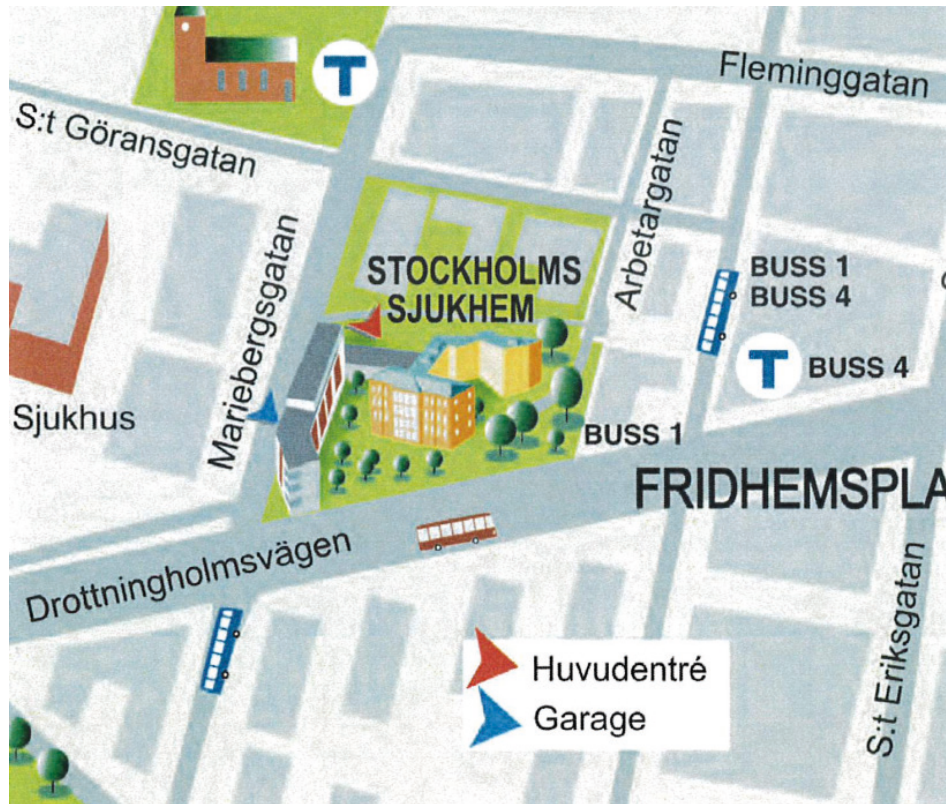 Fleminggatan
T
S:t Göransgatan
Arbetargatan
STOCKHOLMS
SJUKHEM
Mariebergsgatan
BUSS 1
BUSS 4
T
BUSS 4
Sjukhus
BUSS 1
FRIDHEMSPLA
Drottningholmsvägen
S:t Eriksgatan
Huvudentré
Garage